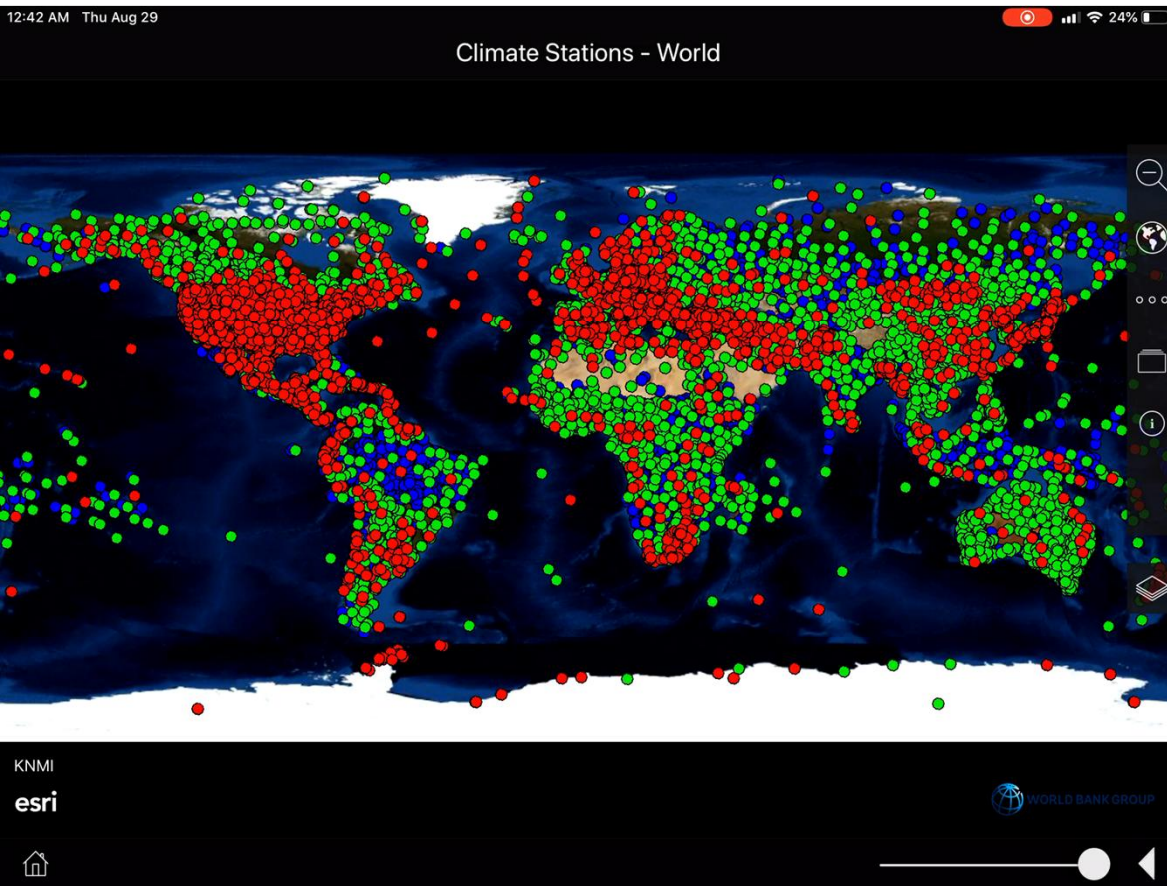 12:42 AM Thu Aug 29
24%
Climate Stations - World
i
KNMI
esri
WORLD BANK GROUP